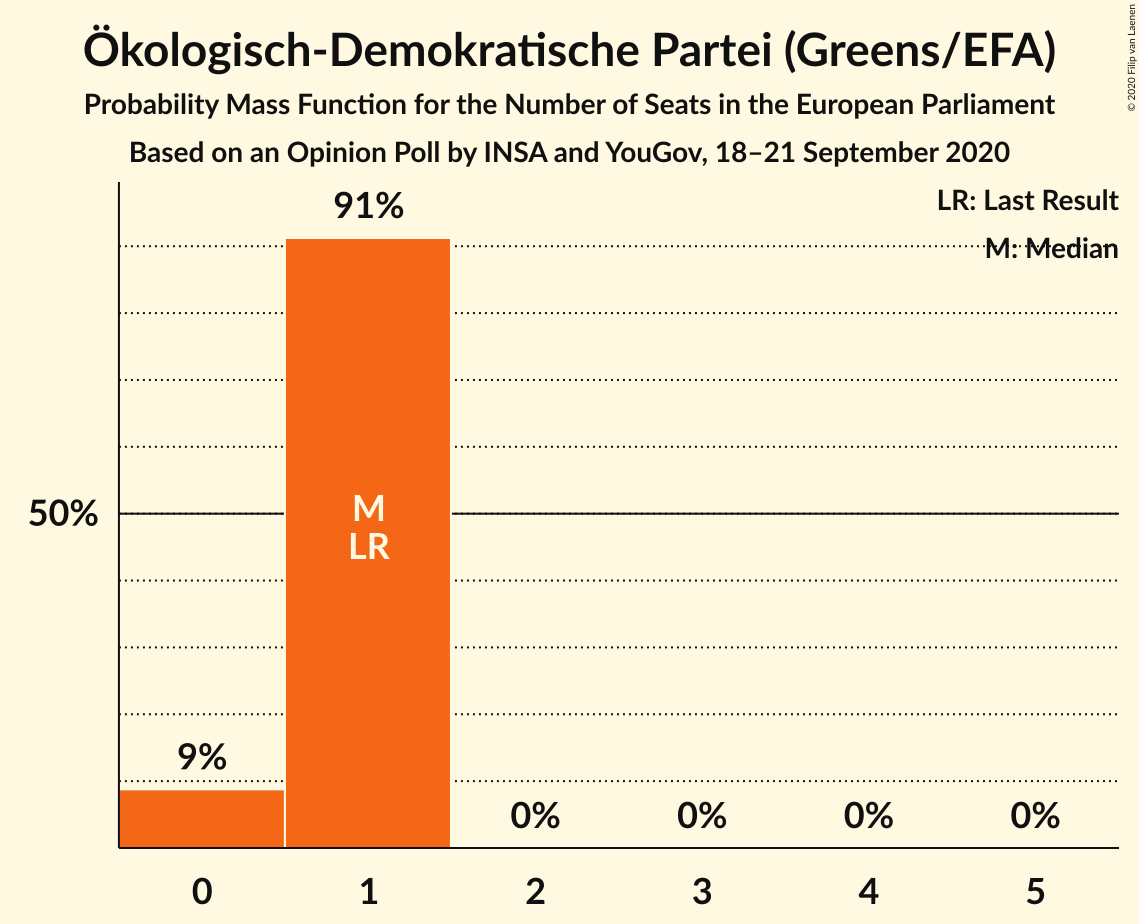 Ökologisch-Demokratische Partei (Greens/EFA)
Probability Mass Function for the Number of Seats in the European Parliament
Based on an Opinion Poll by INSA and YouGov, 18–21 September 2020
© 2020 Filip van Laenen
LR: Last Result
M: Median
91%
50%
M
LR
9%
0%
0%
0%
0%
0 1 2 3 4 5